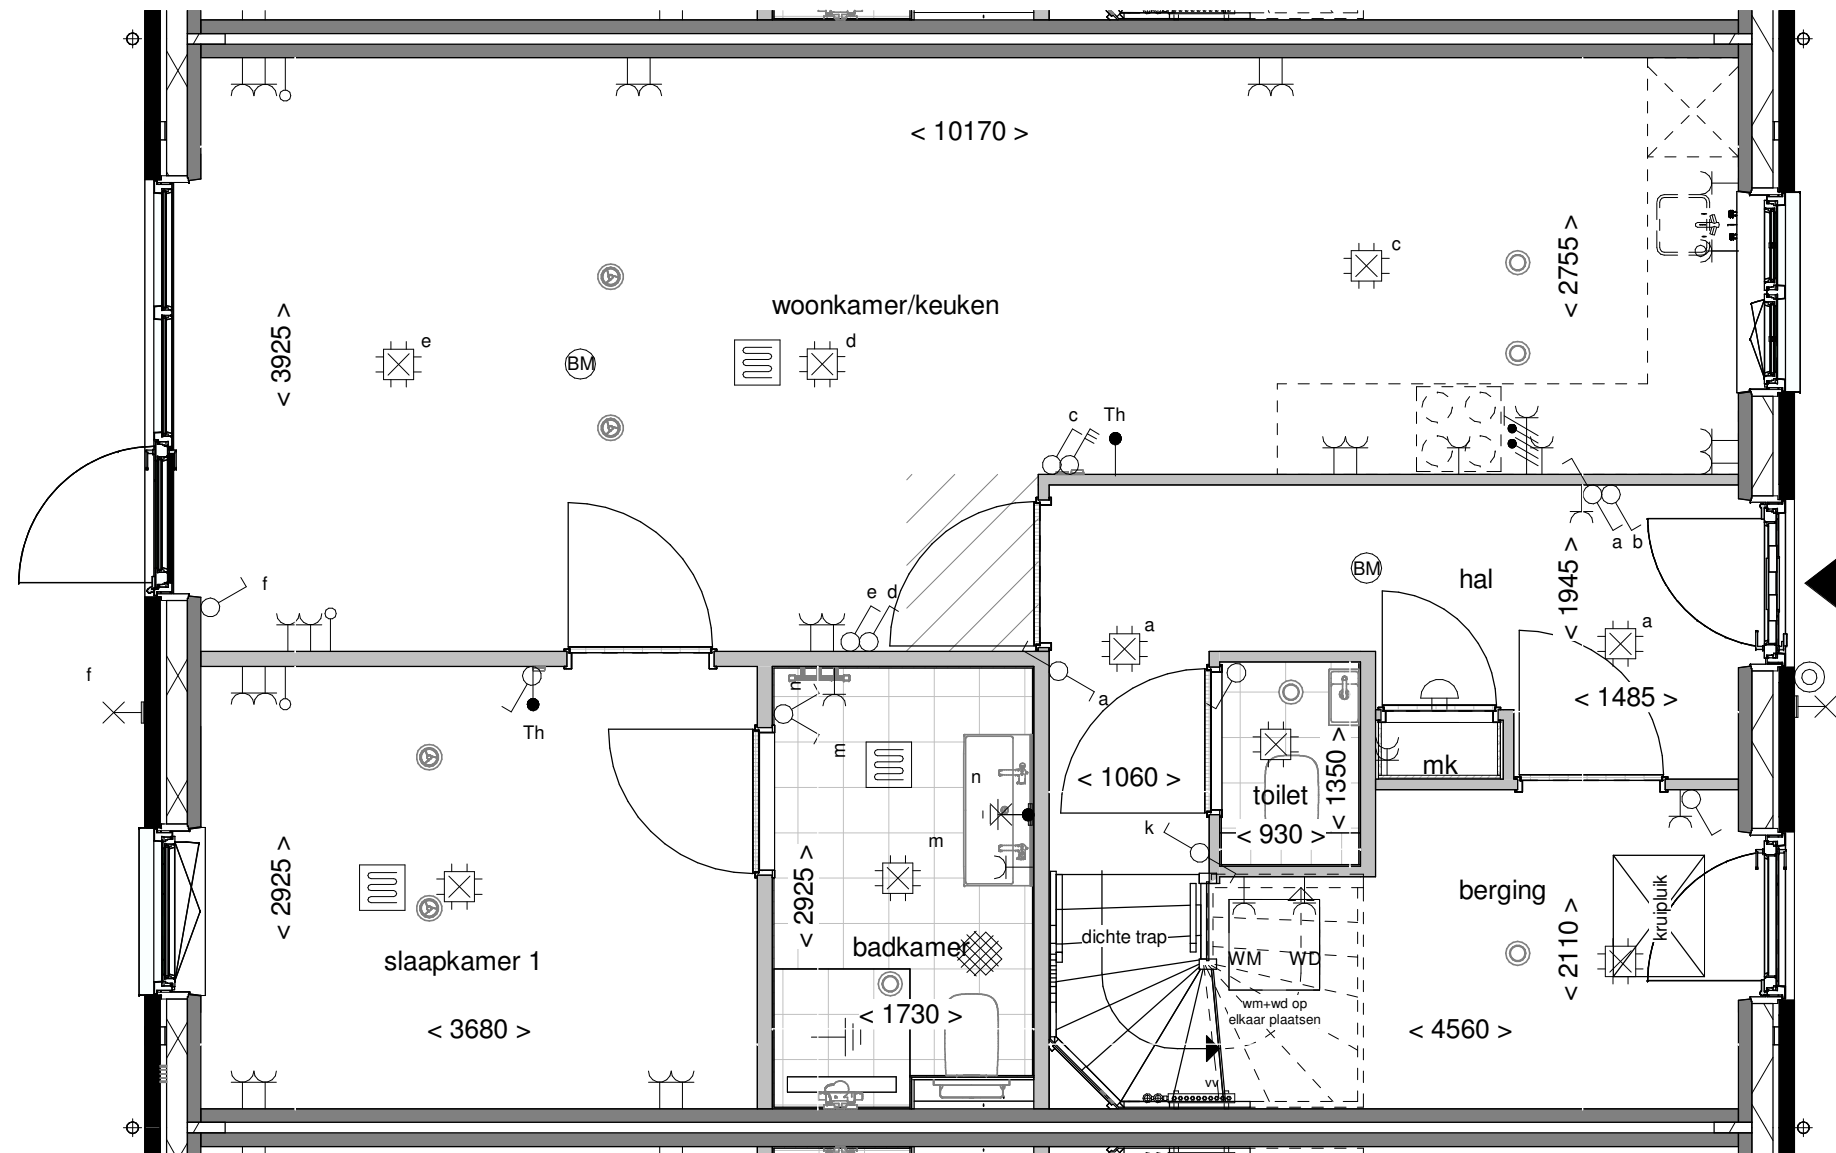 < 10170 >
c
< 2755 >
woonkamer/keuken
< 3925 >
e
BM
d
c
Th
a
b
f
e
d
BM
hal
< 1945 >
a
a
f
a
< 1485 >
n
Th
m
mk
< 1060 >
toilet
< 1350 >
n
k
< 930 >
m
< 2925 >
< 2925 >
berging
kruipluik
< 2110 >
dichte trap
badkamer
slaapkamer 1
WM
WD
wm+wd op
elkaar plaatsen
< 3680 >
< 1730 >
< 4560 >
vv